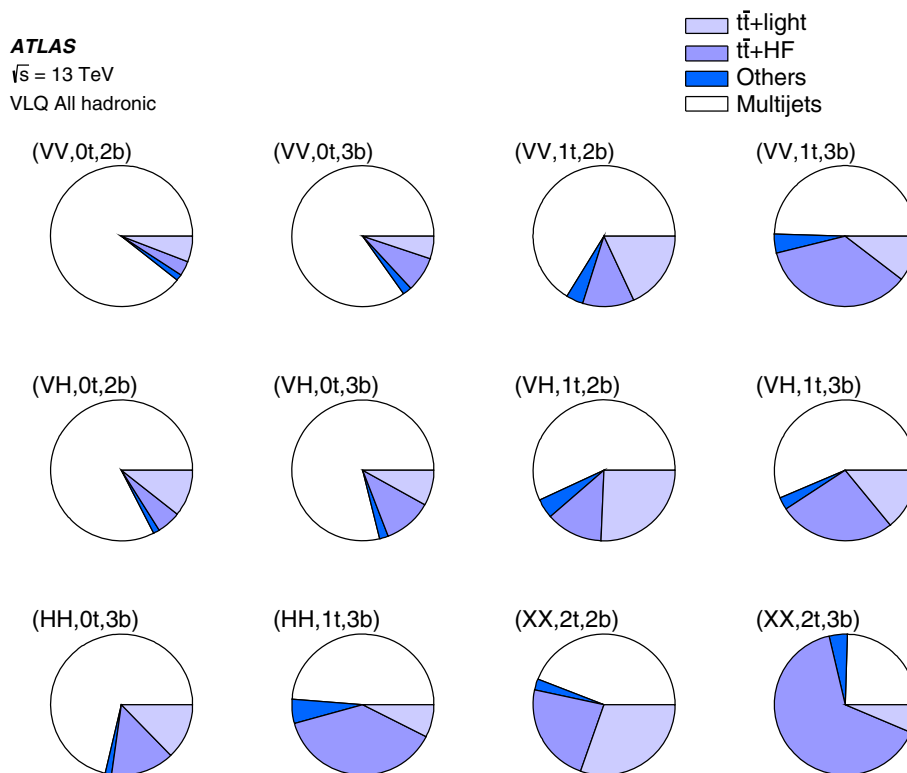 ATLAS
√s = 13 TeV
VLQ All hadronic
tt̄+light
tt̄+HF
Others
Multijets
(VV,0t,2b)
(VV,0t,3b)
(VV,1t,2b)
(VV,1t,3b)
(VH,0t,2b)
(VH,0t,3b)
(VH,1t,2b)
(VH,1t,3b)
(HH,0t,3b)
(HH,1t,3b)
(XX,2t,2b)
(XX,2t,3b)